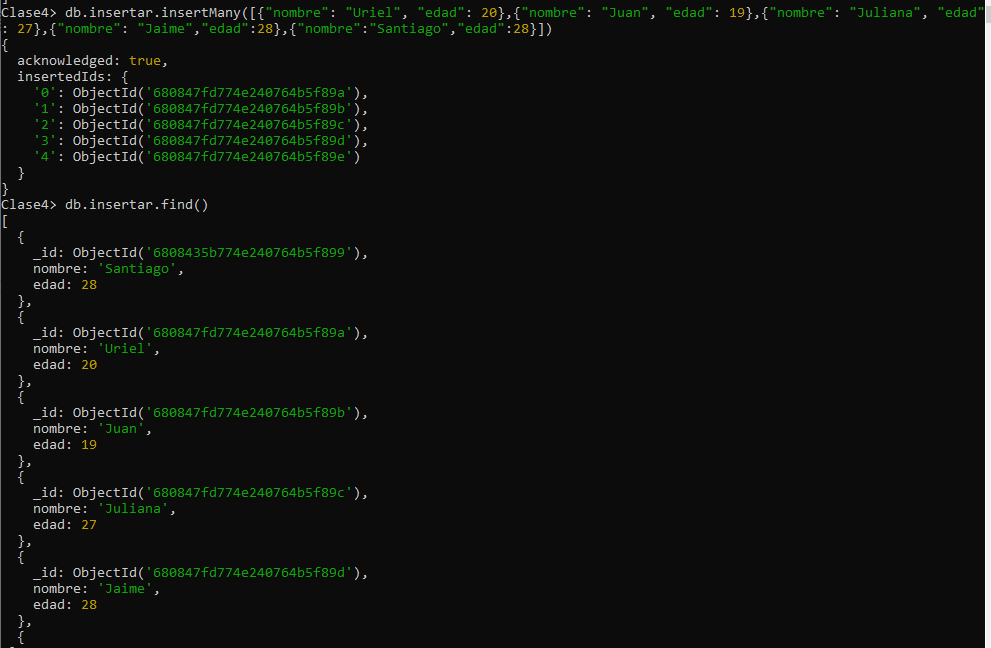 Clase4> db.insertar.insertMany([{"nombre": "Uriel", "edad": 20},{"nombre": "Juan", "edad": 19},{"nombre": "Juliana", "edad"
: 27},{"nombre": "Jaime","edad":28},{"nombre":"Santiago","edad":28}])
{
  acknowledged: true,
  insertedIds: {
    '0': ObjectId('680847fd774e240764b5f89a'),
    '1': ObjectId('680847fd774e240764b5f89b'),
    '2': ObjectId('680847fd774e240764b5f89c'),
    '3': ObjectId('680847fd774e240764b5f89d'),
    '4': ObjectId('680847fd774e240764b5f89e')
  }
}
Clase4> db.insertar.find()
[
  {
    _id: ObjectId('6808435b774e240764b5f899'),
    nombre: 'Santiago',
    edad: 28
  },
  {
    _id: ObjectId('680847fd774e240764b5f89a'),
    nombre: 'Uriel',
    edad: 20
  },
  {
    _id: ObjectId('680847fd774e240764b5f89b'),
    nombre: 'Juan',
    edad: 19
  },
  {
    _id: ObjectId('680847fd774e240764b5f89c'),
    nombre: 'Juliana',
    edad: 27
  },
  {
    _id: ObjectId('680847fd774e240764b5f89d'),
    nombre: 'Jaime',
    edad: 28
  },
  {